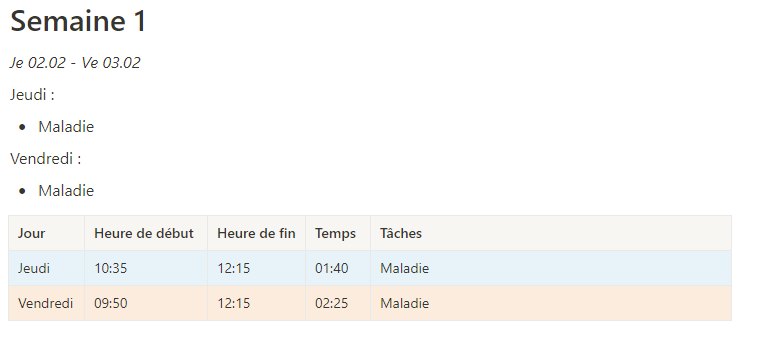 Semaine 1
Je 02.02 - Ve 03.02
Jeudi :
• Maladie
Vendredi :
• Maladie
Jour Heure de début Heure de fin Temps Tâches
Jeudi 10:35 12:15 01:40 Maladie
Vendredi 09:50 12:15 02:25 Maladie